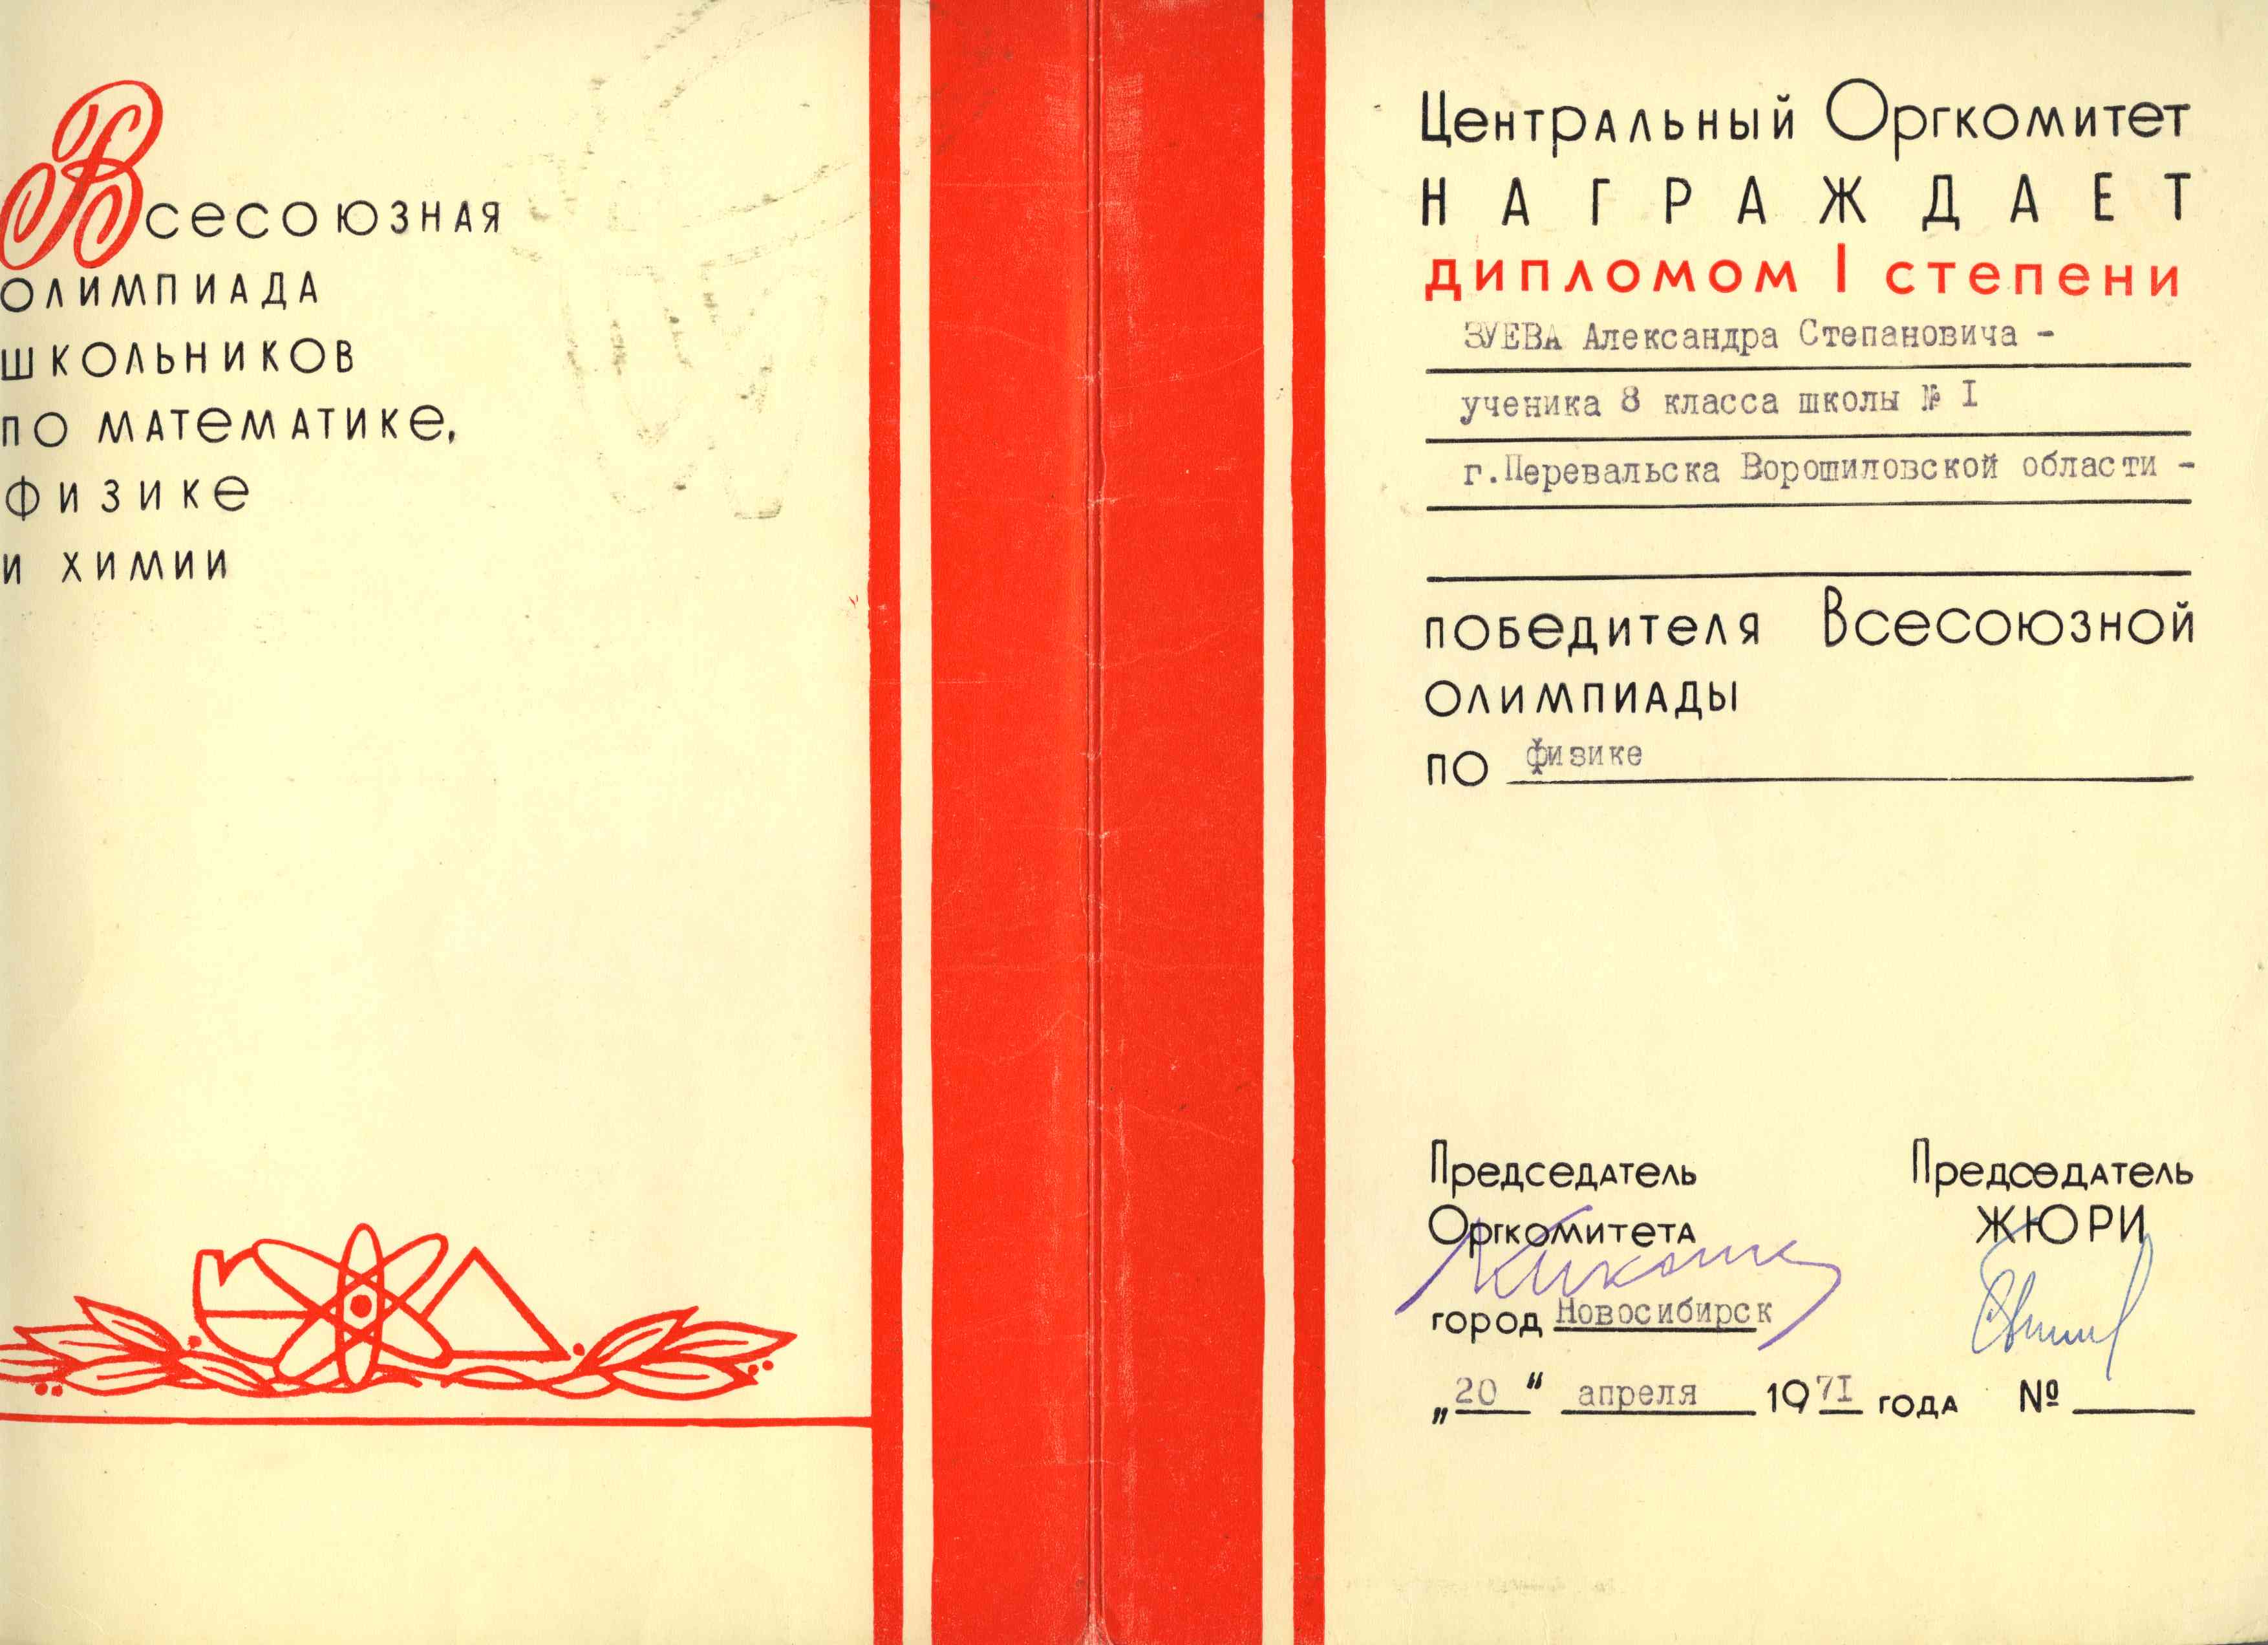 Всесоюзная
олимпиада
школьников
по математике,
физике
и химии
Центральный Оргкомитет
НАГРАЖДАЕТ
дипломом I степени
ЗУЕВА Александра Степановича -
ученика 8 класса школы № I
г.Перевальска Ворошиловской области -
победителя Всесоюзной
олимпиады
по физике
Председатель Председатель
Оргкомитета ЖЮРИ
город Новосибирск
„20“ апреля 1971 года №